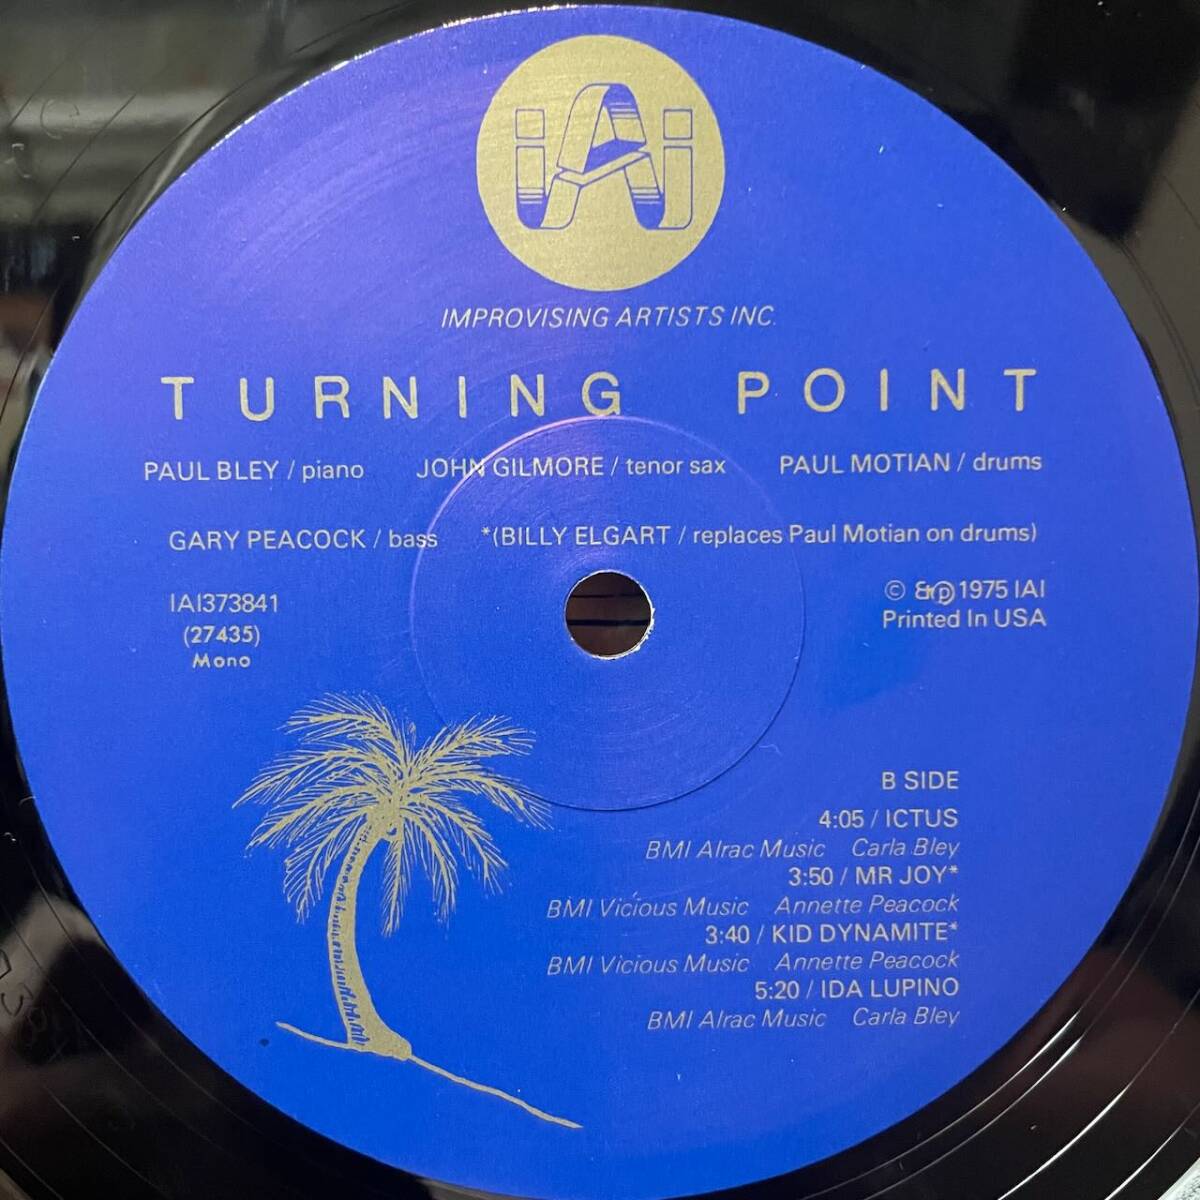 iAi
IMPROVISING ARTISTS INC.
TURNING POINT
PAUL BLEY / piano JOHN GILMORE / tenor sax PAUL MOTIAN / drums
GARY PEACOCK / bass *(BILLY ELGART / replaces Paul Motian on drums)
IAI373841
(27435)
Mono
© & ℗ 1975 IAI
Printed In USA
B SIDE
4:05 / ICTUS
BMI Alrac Music Carla Bley
3:50 / MR JOY*
BMI Vicious Music Annette Peacock
3:40 / KID DYNAMITE*
BMI Vicious Music Annette Peacock
5:20 / IDA LUPINO
BMI Alrac Music Carla Bley